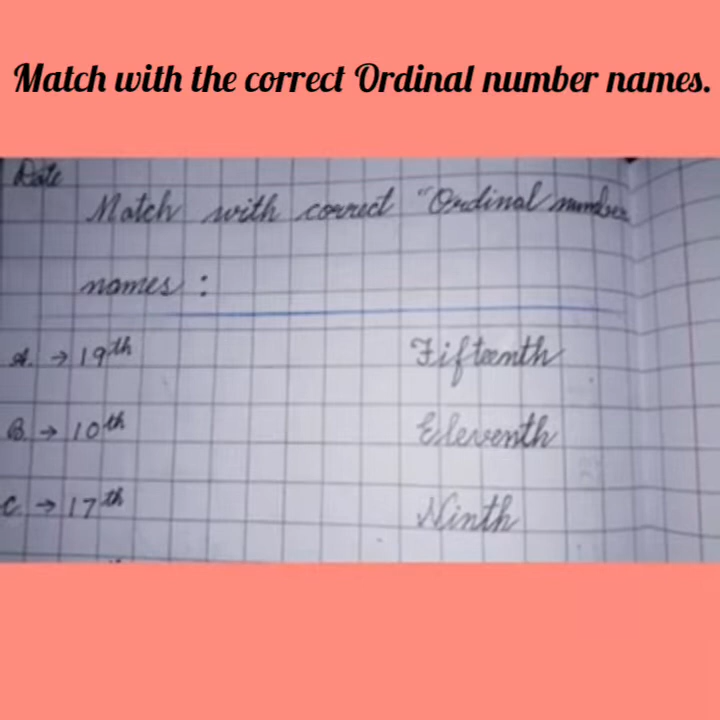 Match with the correct Ordinal number names.
Date
Match with correct "Ordinal number
names :
A. → 19th Fifteenth
B. → 10th Eleventh
C. → 17th Ninth